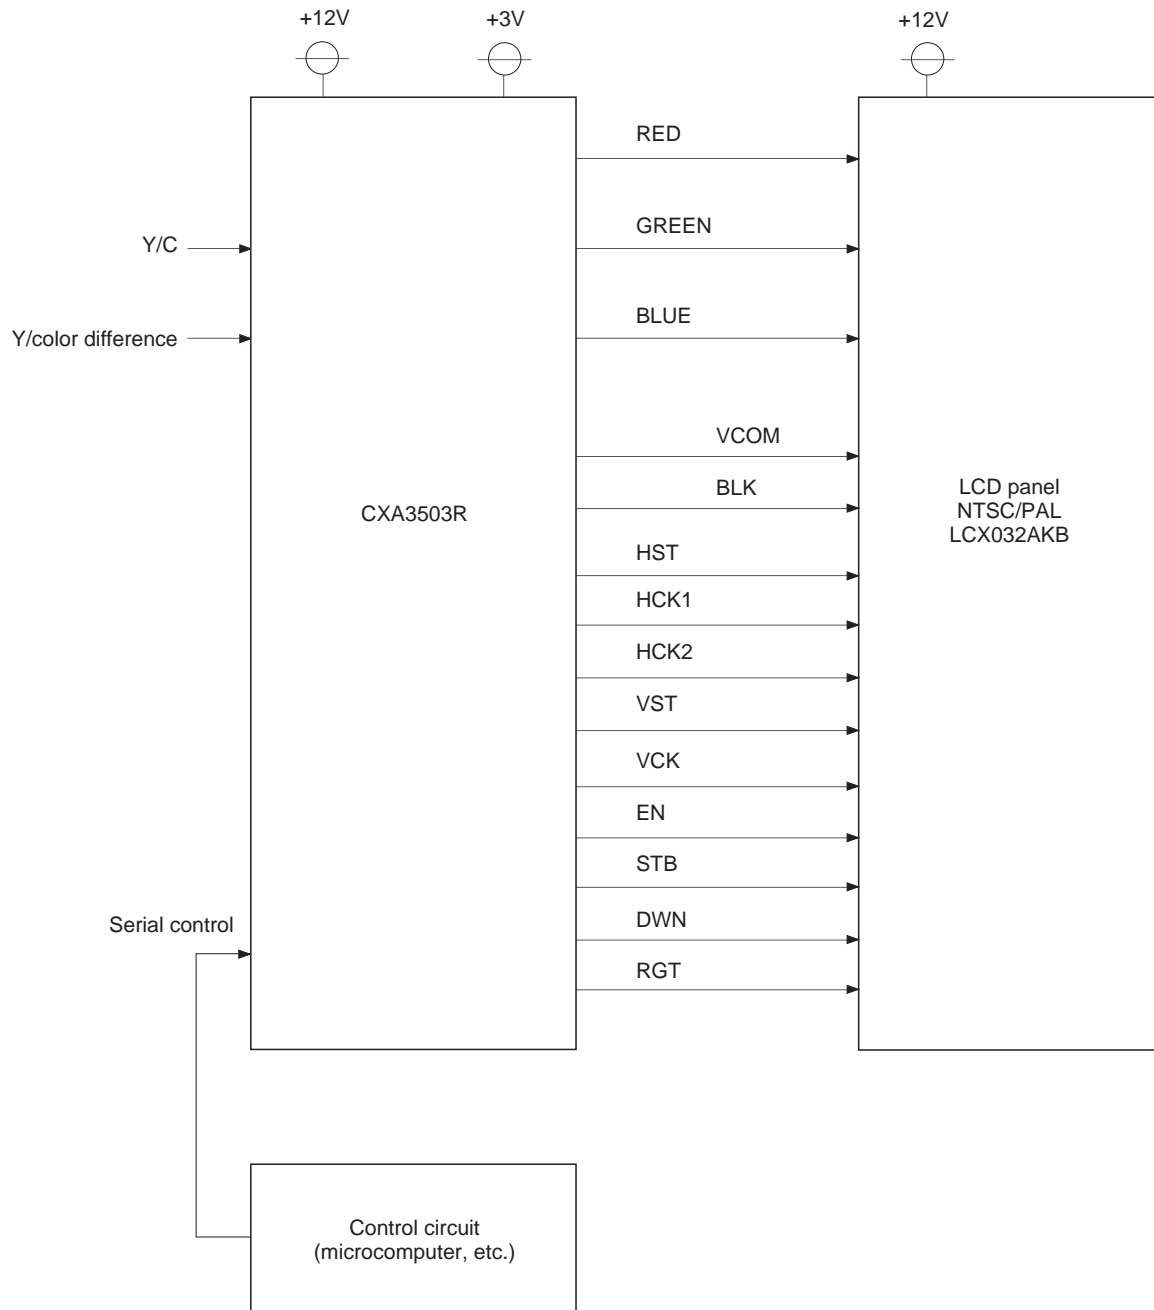 +12V
+3V
+12V
RED
GREEN
Y/C
BLUE
Y/color difference
VCOM
BLK
CXA3503R
LCD panel
NTSC/PAL
LCX032AKB
HST
HCK1
HCK2
VST
VCK
EN
STB
DWN
Serial control
RGT
Control circuit
(microcomputer, etc.)